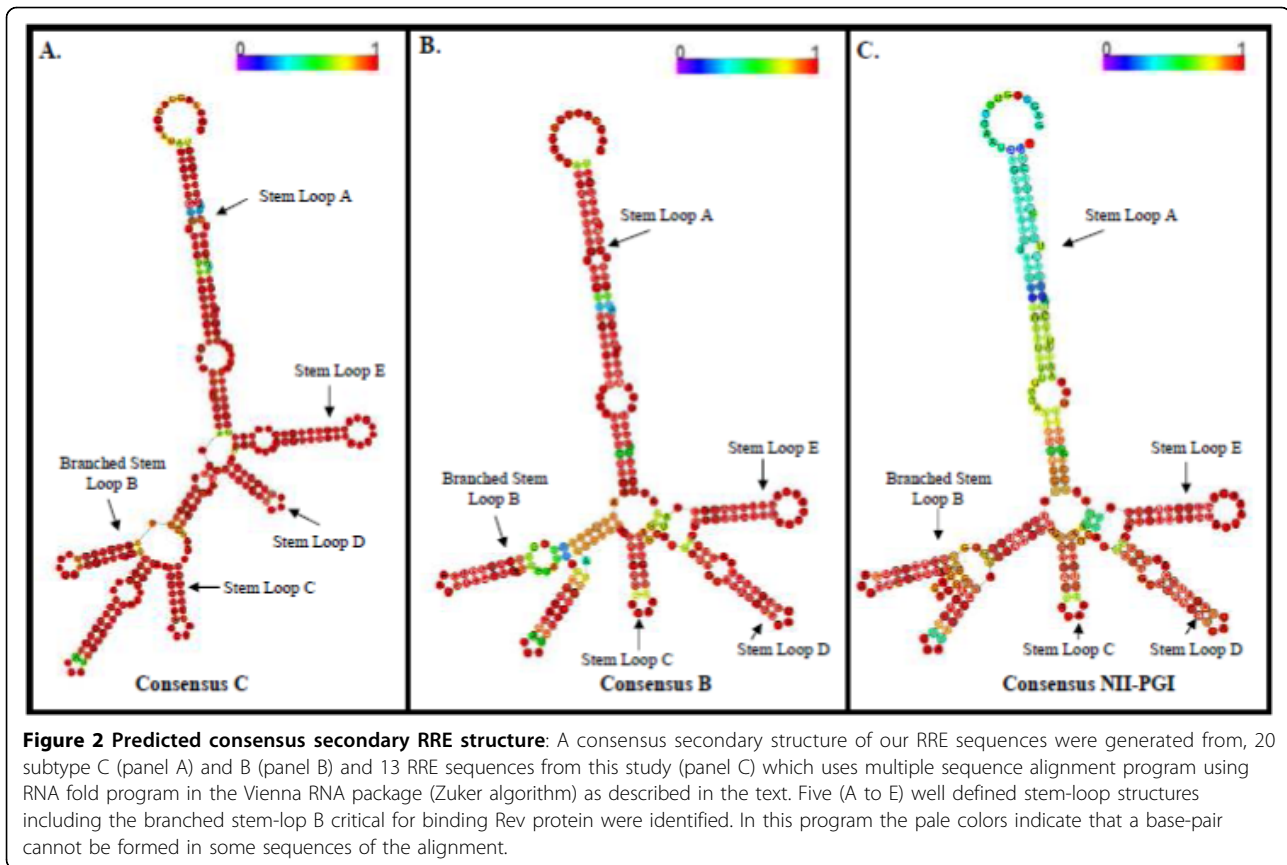 A.
0 1
Stem Loop A
Stem Loop E
Branched Stem
Loop B
Stem Loop D
Stem Loop C
Consensus C
B.
0 1
Stem Loop A
Stem Loop E
Branched Stem
Loop B
Stem Loop C
Stem Loop D
Consensus B
C.
0 1
Stem Loop A
Stem Loop E
Branched Stem
Loop B
Stem Loop C
Stem Loop D
Consensus NII-PGI
Figure 2 Predicted consensus secondary RRE structure: A consensus secondary structure of our RRE sequences were generated from, 20
subtype C (panel A) and B (panel B) and 13 RRE sequences from this study (panel C) which uses multiple sequence alignment program using
RNA fold program in the Vienna RNA package (Zuker algorithm) as described in the text. Five (A to E) well defined stem-loop structures
including the branched stem-lop B critical for binding Rev protein were identified. In this program the pale colors indicate that a base-pair
cannot be formed in some sequences of the alignment.